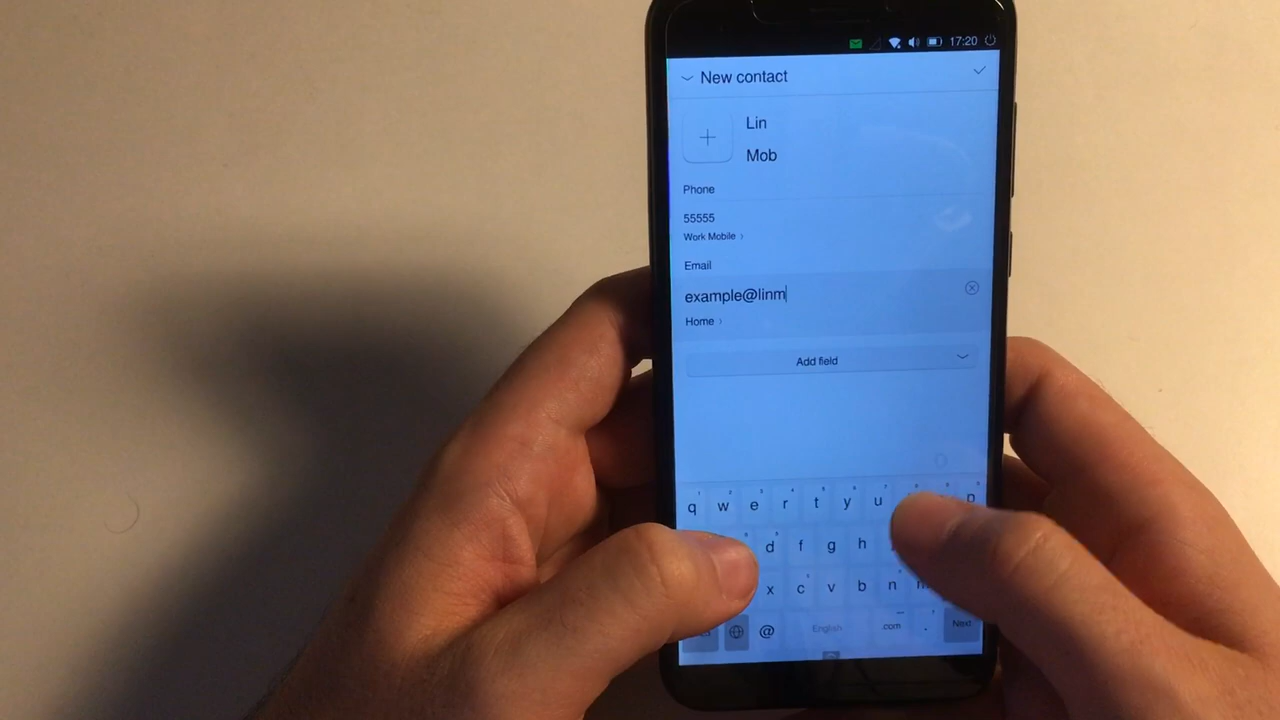 17:20
New contact
Lin
Mob
Phone
55555
Work Mobile ›
Email
example@linm
Home ›
Add field
q w e r t y u p
d f g h
x c v b n
@ English .com . Next